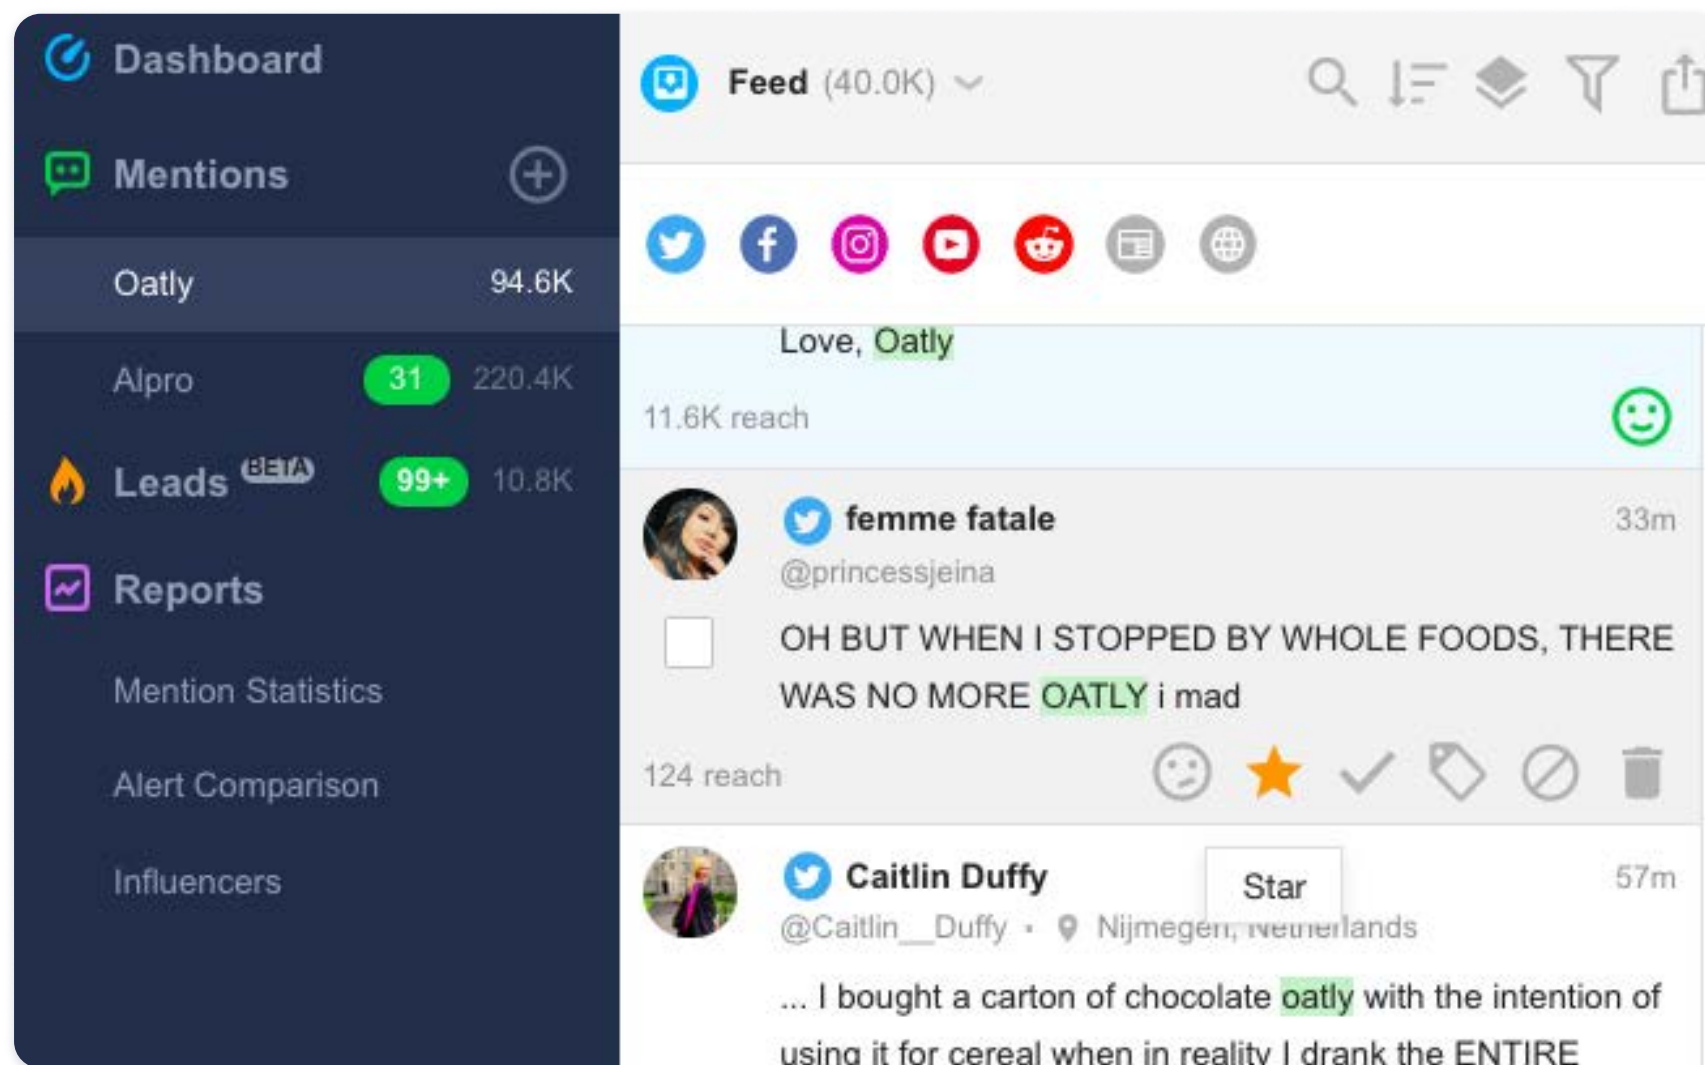 Dashboard
Mentions
Oatly 94.6K
Alpro 31 220.4K
Leads BETA 99+ 10.8K
Reports
Mention Statistics
Alert Comparison
Influencers
Feed (40.0K)
Love, Oatly
11.6K reach
femme fatale 33m
@princessjeina
OH BUT WHEN I STOPPED BY WHOLE FOODS, THERE
WAS NO MORE OATLY i mad
124 reach
Star
Caitlin Duffy 57m
@Caitlin__Duffy • Nijmegen, Netherlands
... I bought a carton of chocolate oatly with the intention of
using it for cereal when in reality I drank the ENTIRE